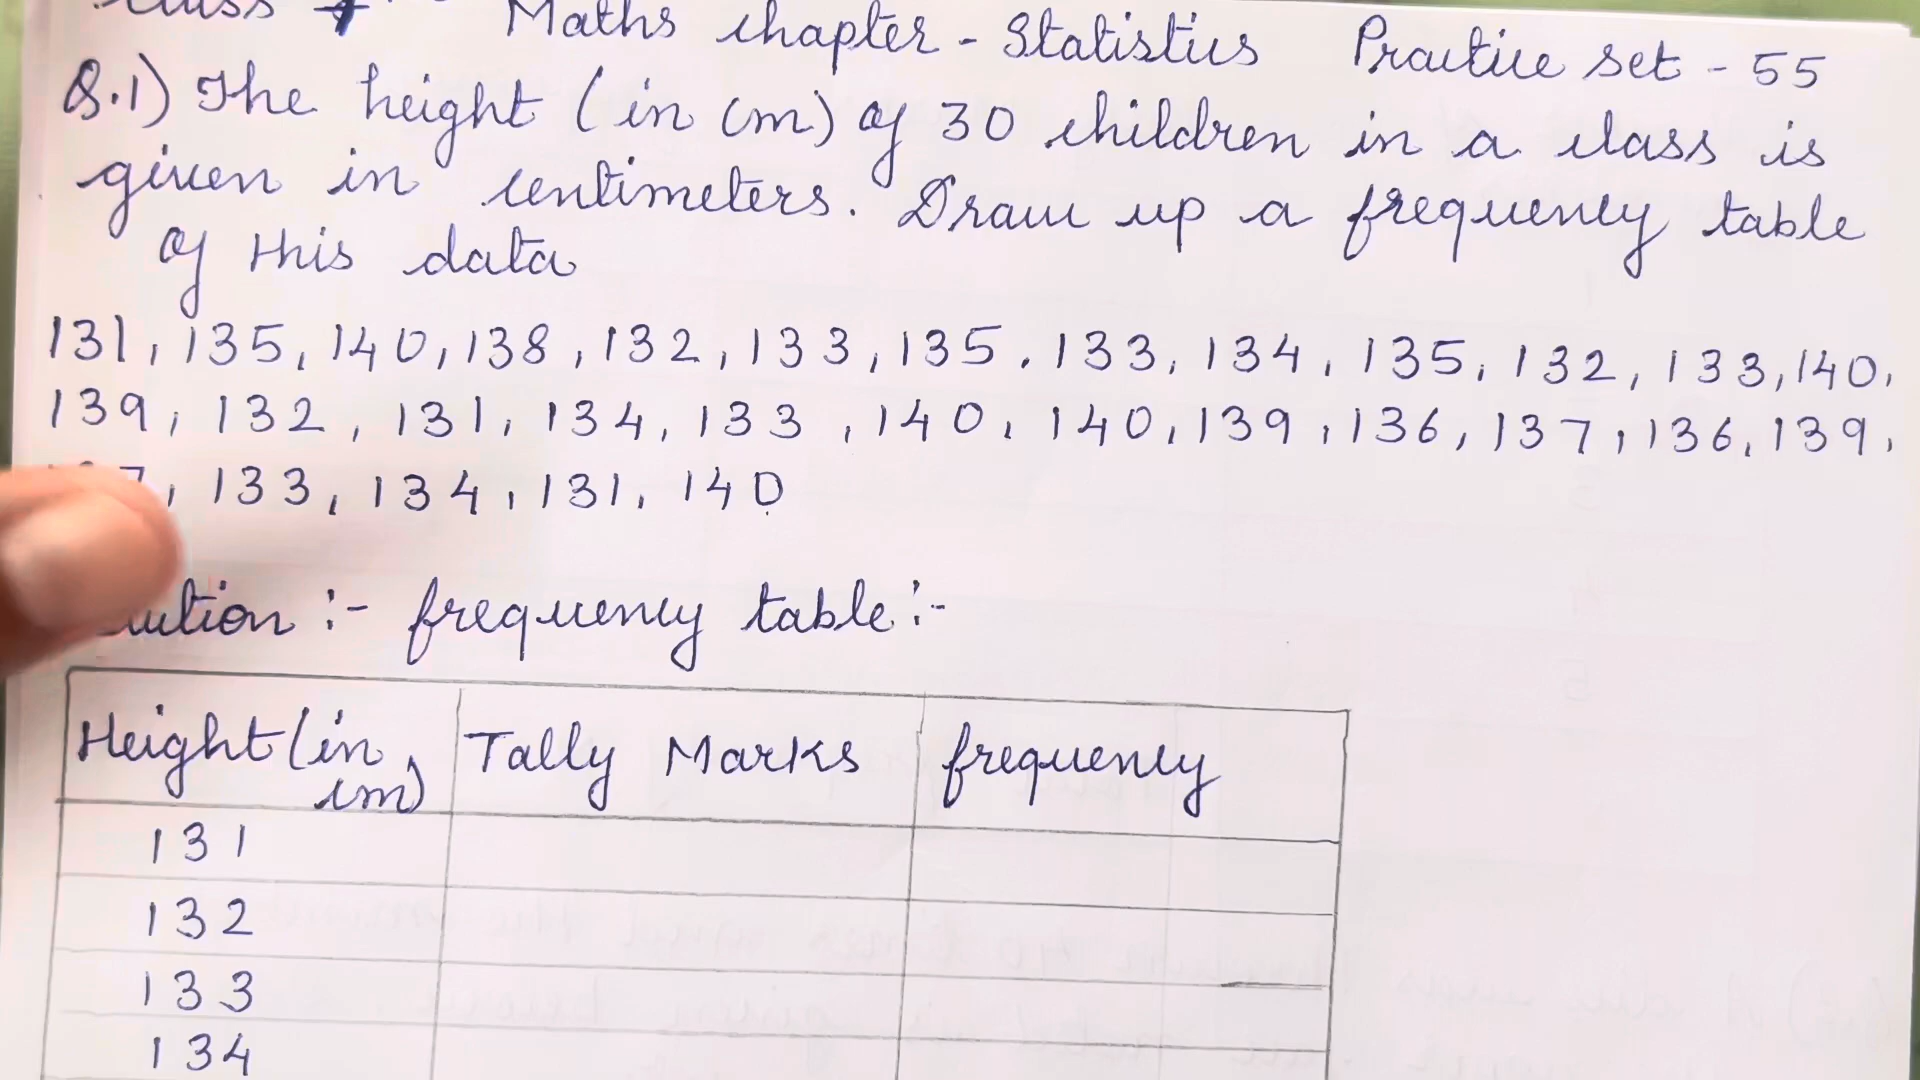 class 7 Maths chapter - Statistics Practice set - 55
Q.1) The height (in cm) of 30 children in a class is
given in centimeters. Draw up a frequency table
of this data
131, 135, 140, 138, 132, 133, 135, 133, 134, 135, 132, 133, 140,
139, 132, 131, 134, 133, 140, 140, 139, 136, 137, 136, 139,
133, 134, 131, 140
:- frequency table :-
Height (in cm) Tally Marks frequency
131
132
133
134